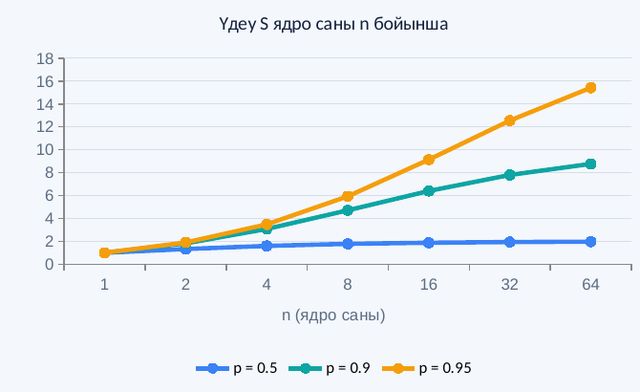 Үдеу S ядро саны n бойынша
18
16
14
12
10
8
6
4
2
0
1 2 4 8 16 32 64
n (ядро саны)
p = 0.5 p = 0.9 p = 0.95